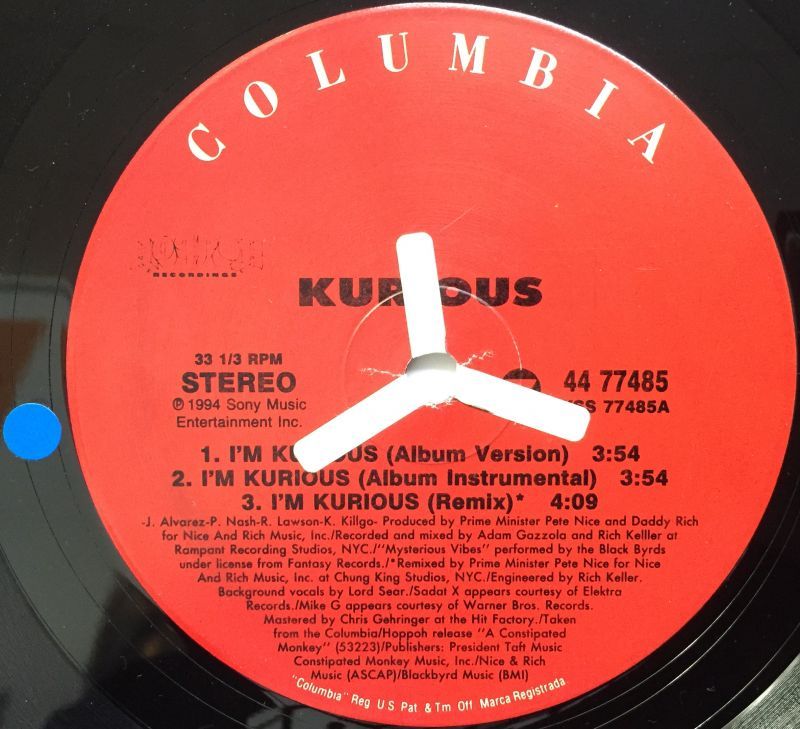 COLUMBIA
RECORDINGS
KURIOUS
33 1/3 RPM
STEREO
44 77485
℗ 1994 Sony Music
77485A
Entertainment Inc.
1. I'M KURIOUS (Album Version) 3:54
2. I'M KURIOUS (Album Instrumental) 3:54
3. I'M KURIOUS (Remix)* 4:09
-J. Alvarez-P. Nash-R. Lawson-K. Killgo- Produced by Prime Minister Pete Nice and Daddy Rich
for Nice And Rich Music, Inc./Recorded and mixed by Adam Gazzola and Rich Kelller at
Rampant Recording Studios, NYC./"Mysterious Vibes" performed by the Black Byrds
under license from Fantasy Records./*Remixed by Prime Minister Pete Nice for Nice
And Rich Music, Inc. at Chung King Studios, NYC./Engineered by Rich Keller.
Background vocals by Lord Sear./Sadat X appears courtesy of Elektra
Records./Mike G appears courtesy of Warner Bros. Records.
Mastered by Chris Gehringer at the Hit Factory./Taken
from the Columbia/Hoppoh release "A Constipated
Monkey" (53223)/Publishers: President Taft Music
Constipated Monkey Music, Inc./Nice & Rich
Music (ASCAP)/Blackbyrd Music (BMI)
"Columbia" Reg. U.S. Pat. & Tm. Off. Marca Registrada.